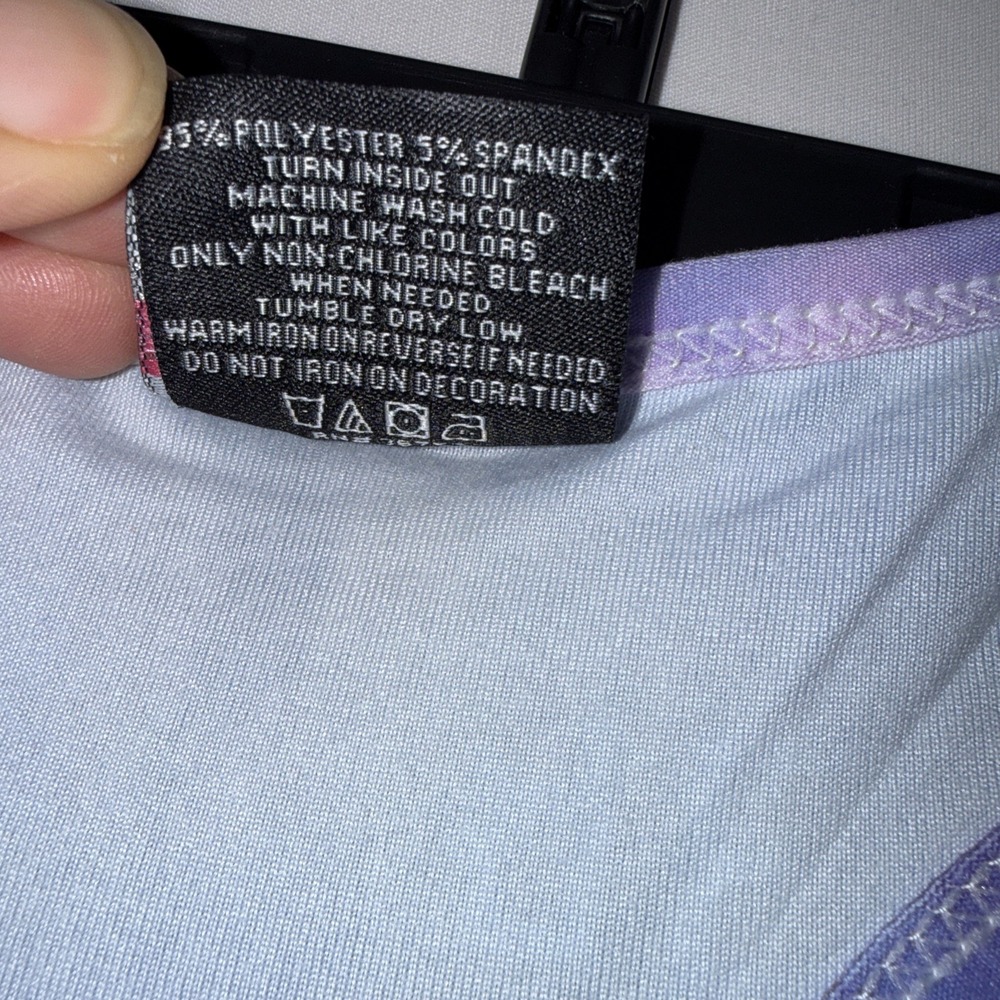 95% POLYESTER 5% SPANDEX
TURN INSIDE OUT
MACHINE WASH COLD
WITH LIKE COLORS
ONLY NON-CHLORINE BLEACH
WHEN NEEDED
TUMBLE DRY LOW
WARM IRON ON REVERSE IF NEEDED
DO NOT IRON ON DECORATION